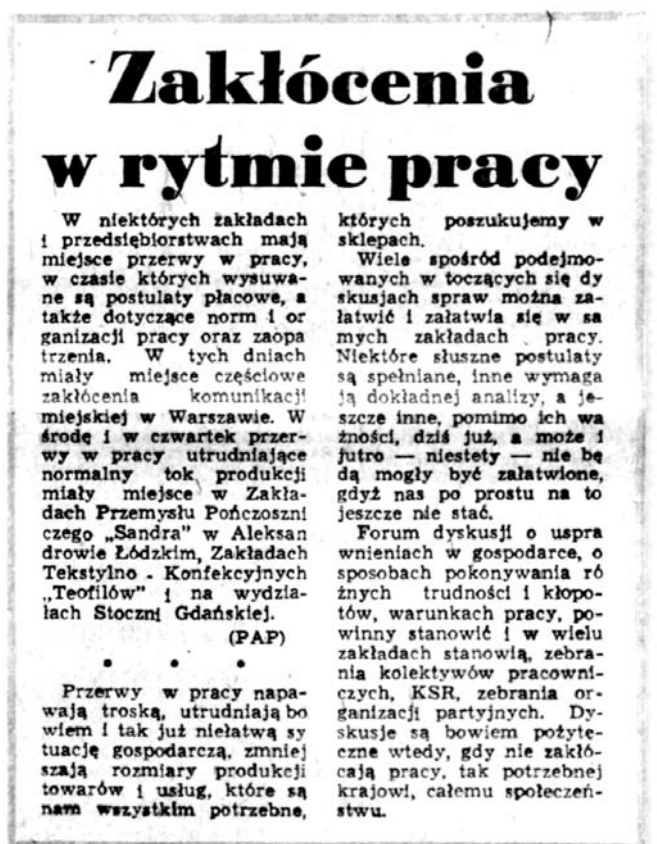 Zakłócenia
w rytmie pracy
W niektórych zakładach
i przedsiębiorstwach mają
miejsce przerwy w pracy,
w czasie których wysuwa-
ne są postulaty płacowe, a
także dotyczące norm i or
ganizacji pracy oraz zaopa
trzenia. W tych dniach
miały miejsce częściowe
zakłócenia komunikacji
miejskiej w Warszawie. W
środę i w czwartek przer-
wy w pracy utrudniające
normalny tok produkcji
miały miejsce w Zakła-
dach Przemysłu Pończoszni
czego „Sandra" w Aleksan
drowie Łódzkim, Zakładach
Tekstylno - Konfekcyjnych
„Teofilów" i na wydzia-
łach Stoczni Gdańskiej.
(PAP)
• • •
Przerwy w pracy napa-
wają troską, utrudniają bo
wiem i tak już niełatwą sy
tuację gospodarczą, zmniej
szają rozmiary produkcji
towarów i usług, które są
nam wszystkim potrzebne,
których poszukujemy w
sklepach.
Wiele spośród podejmo-
wanych w toczących się dy
skusjach spraw można za-
łatwić i załatwia się w sa
mych zakładach pracy.
Niektóre słuszne postulaty
są spełniane, inne wymaga
ją dokładnej analizy, a je-
szcze inne, pomimo ich wa
żności, dziś już, a może i
jutro — niestety — nie bę
dą mogły być załatwione,
gdyż nas po prostu na to
jeszcze nie stać.
Forum dyskusji o uspra
wnieniach w gospodarce, o
sposobach pokonywania ró
żnych trudności i kłopo-
tów, warunkach pracy, po-
winny stanowić i w wielu
zakładach stanowią, zebra-
nia kolektywów pracowni-
czych, KSR, zebrania or-
ganizacji partyjnych. Dy-
skusje są bowiem pożyte-
czne wtedy, gdy nie zakłó-
cają pracy, tak potrzebnej
krajowi, całemu społeczeń-
stwu.